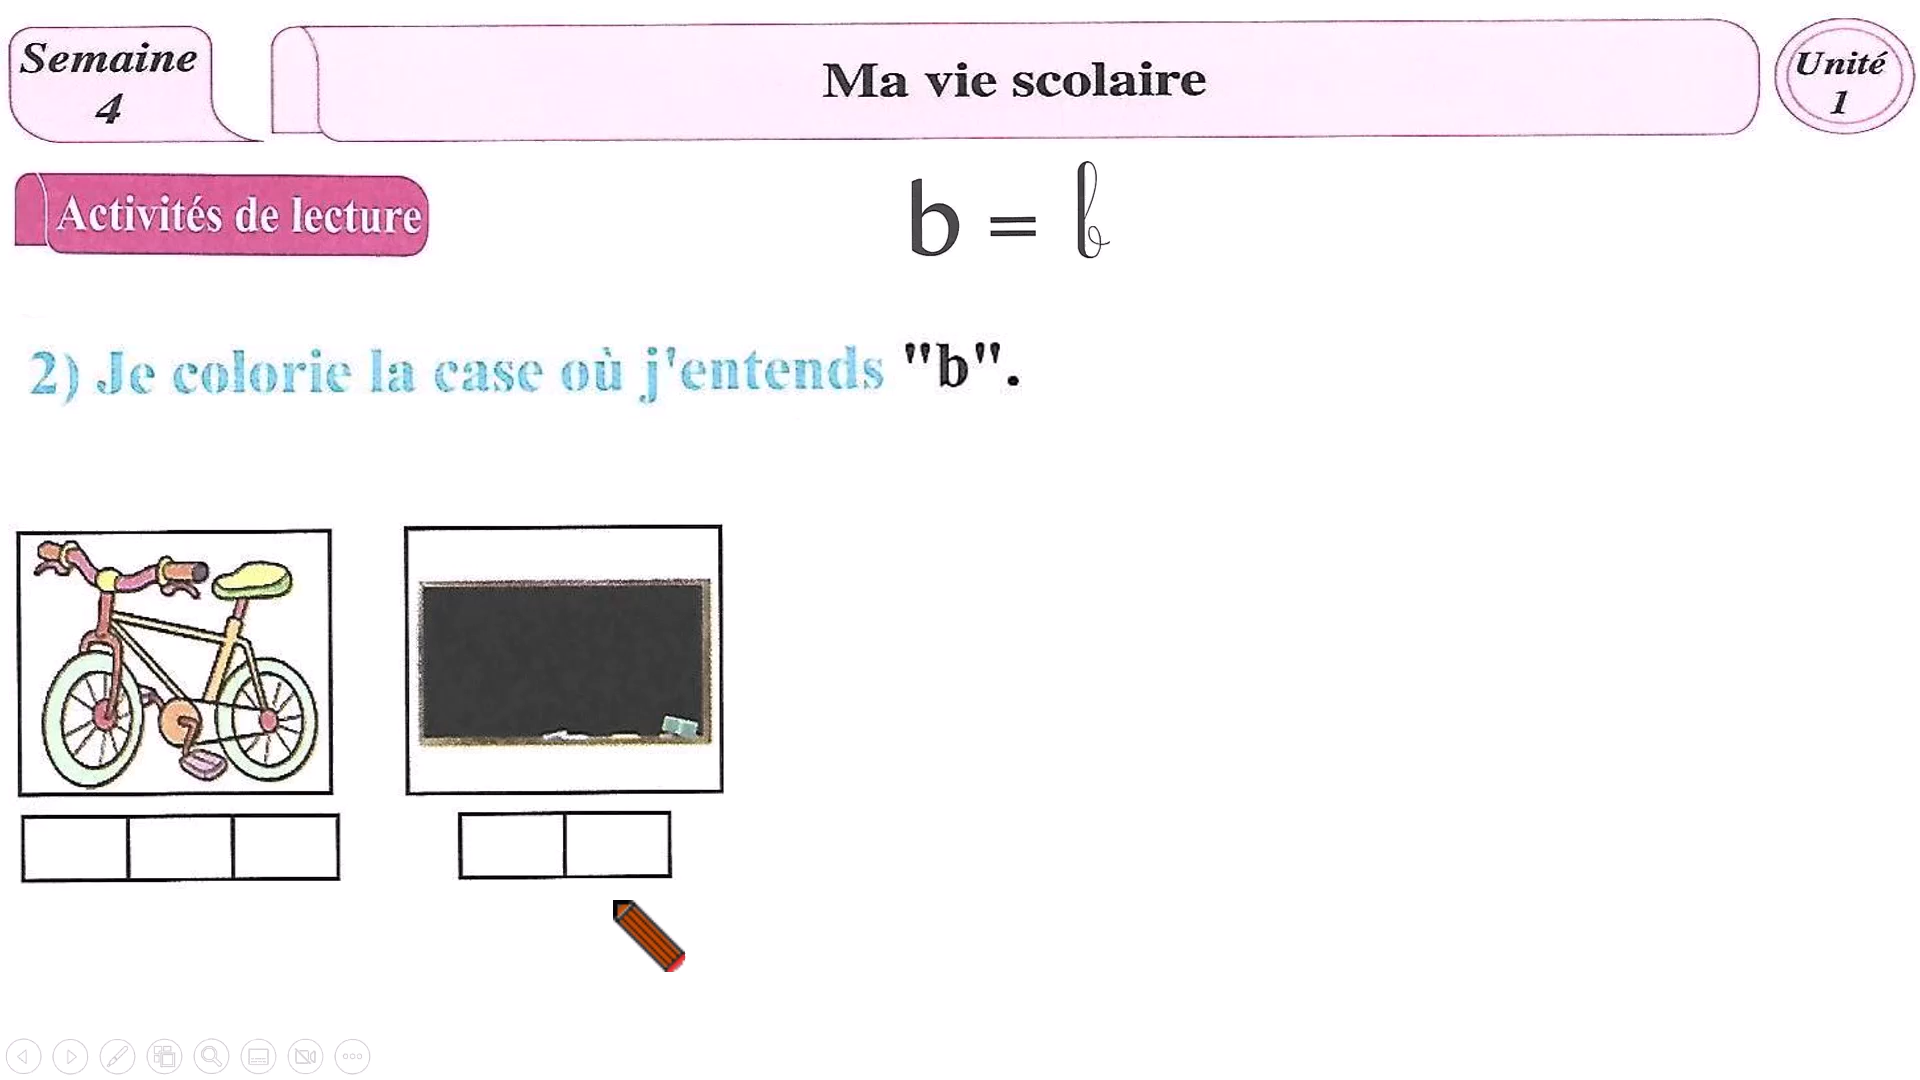 Semaine
4
Ma vie scolaire
Unité
1
Activités de lecture
b = b
2) Je colorie la case où j'entends "b".